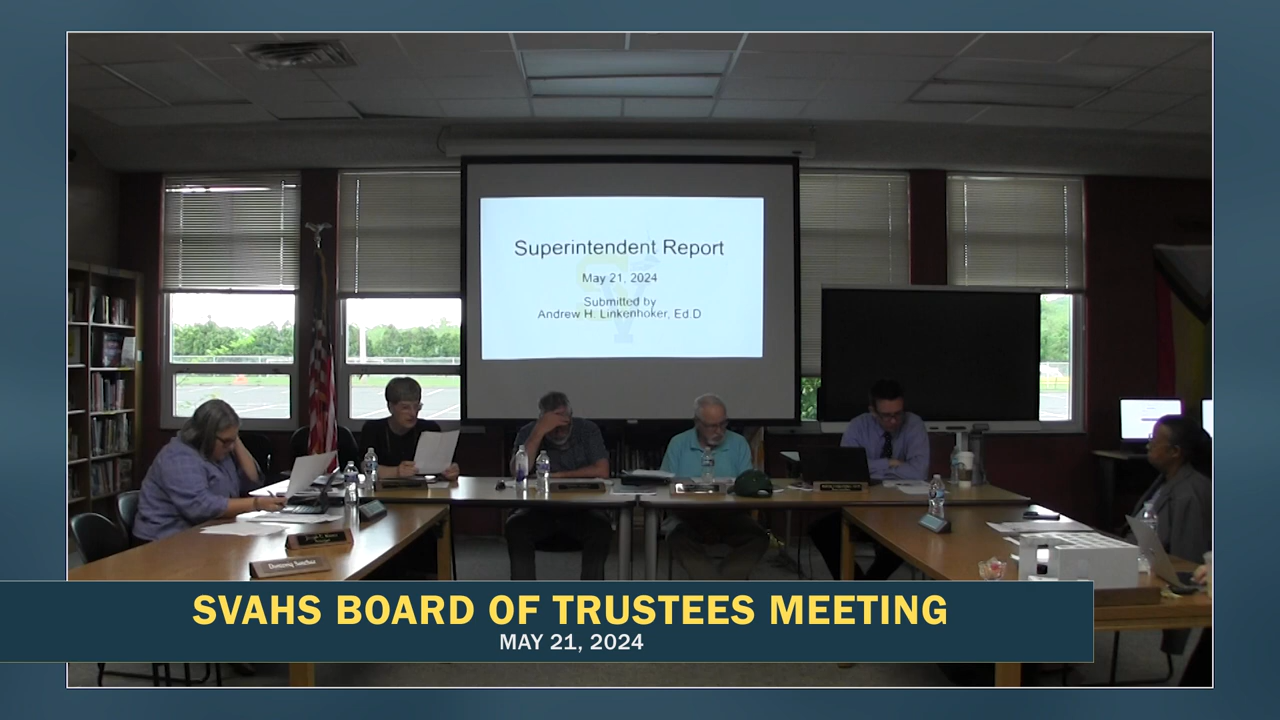 Superintendent Report
May 21, 2024
Submitted by
Andrew H. Linkenhoker, Ed.D
SVAHS BOARD OF TRUSTEES MEETING
MAY 21, 2024